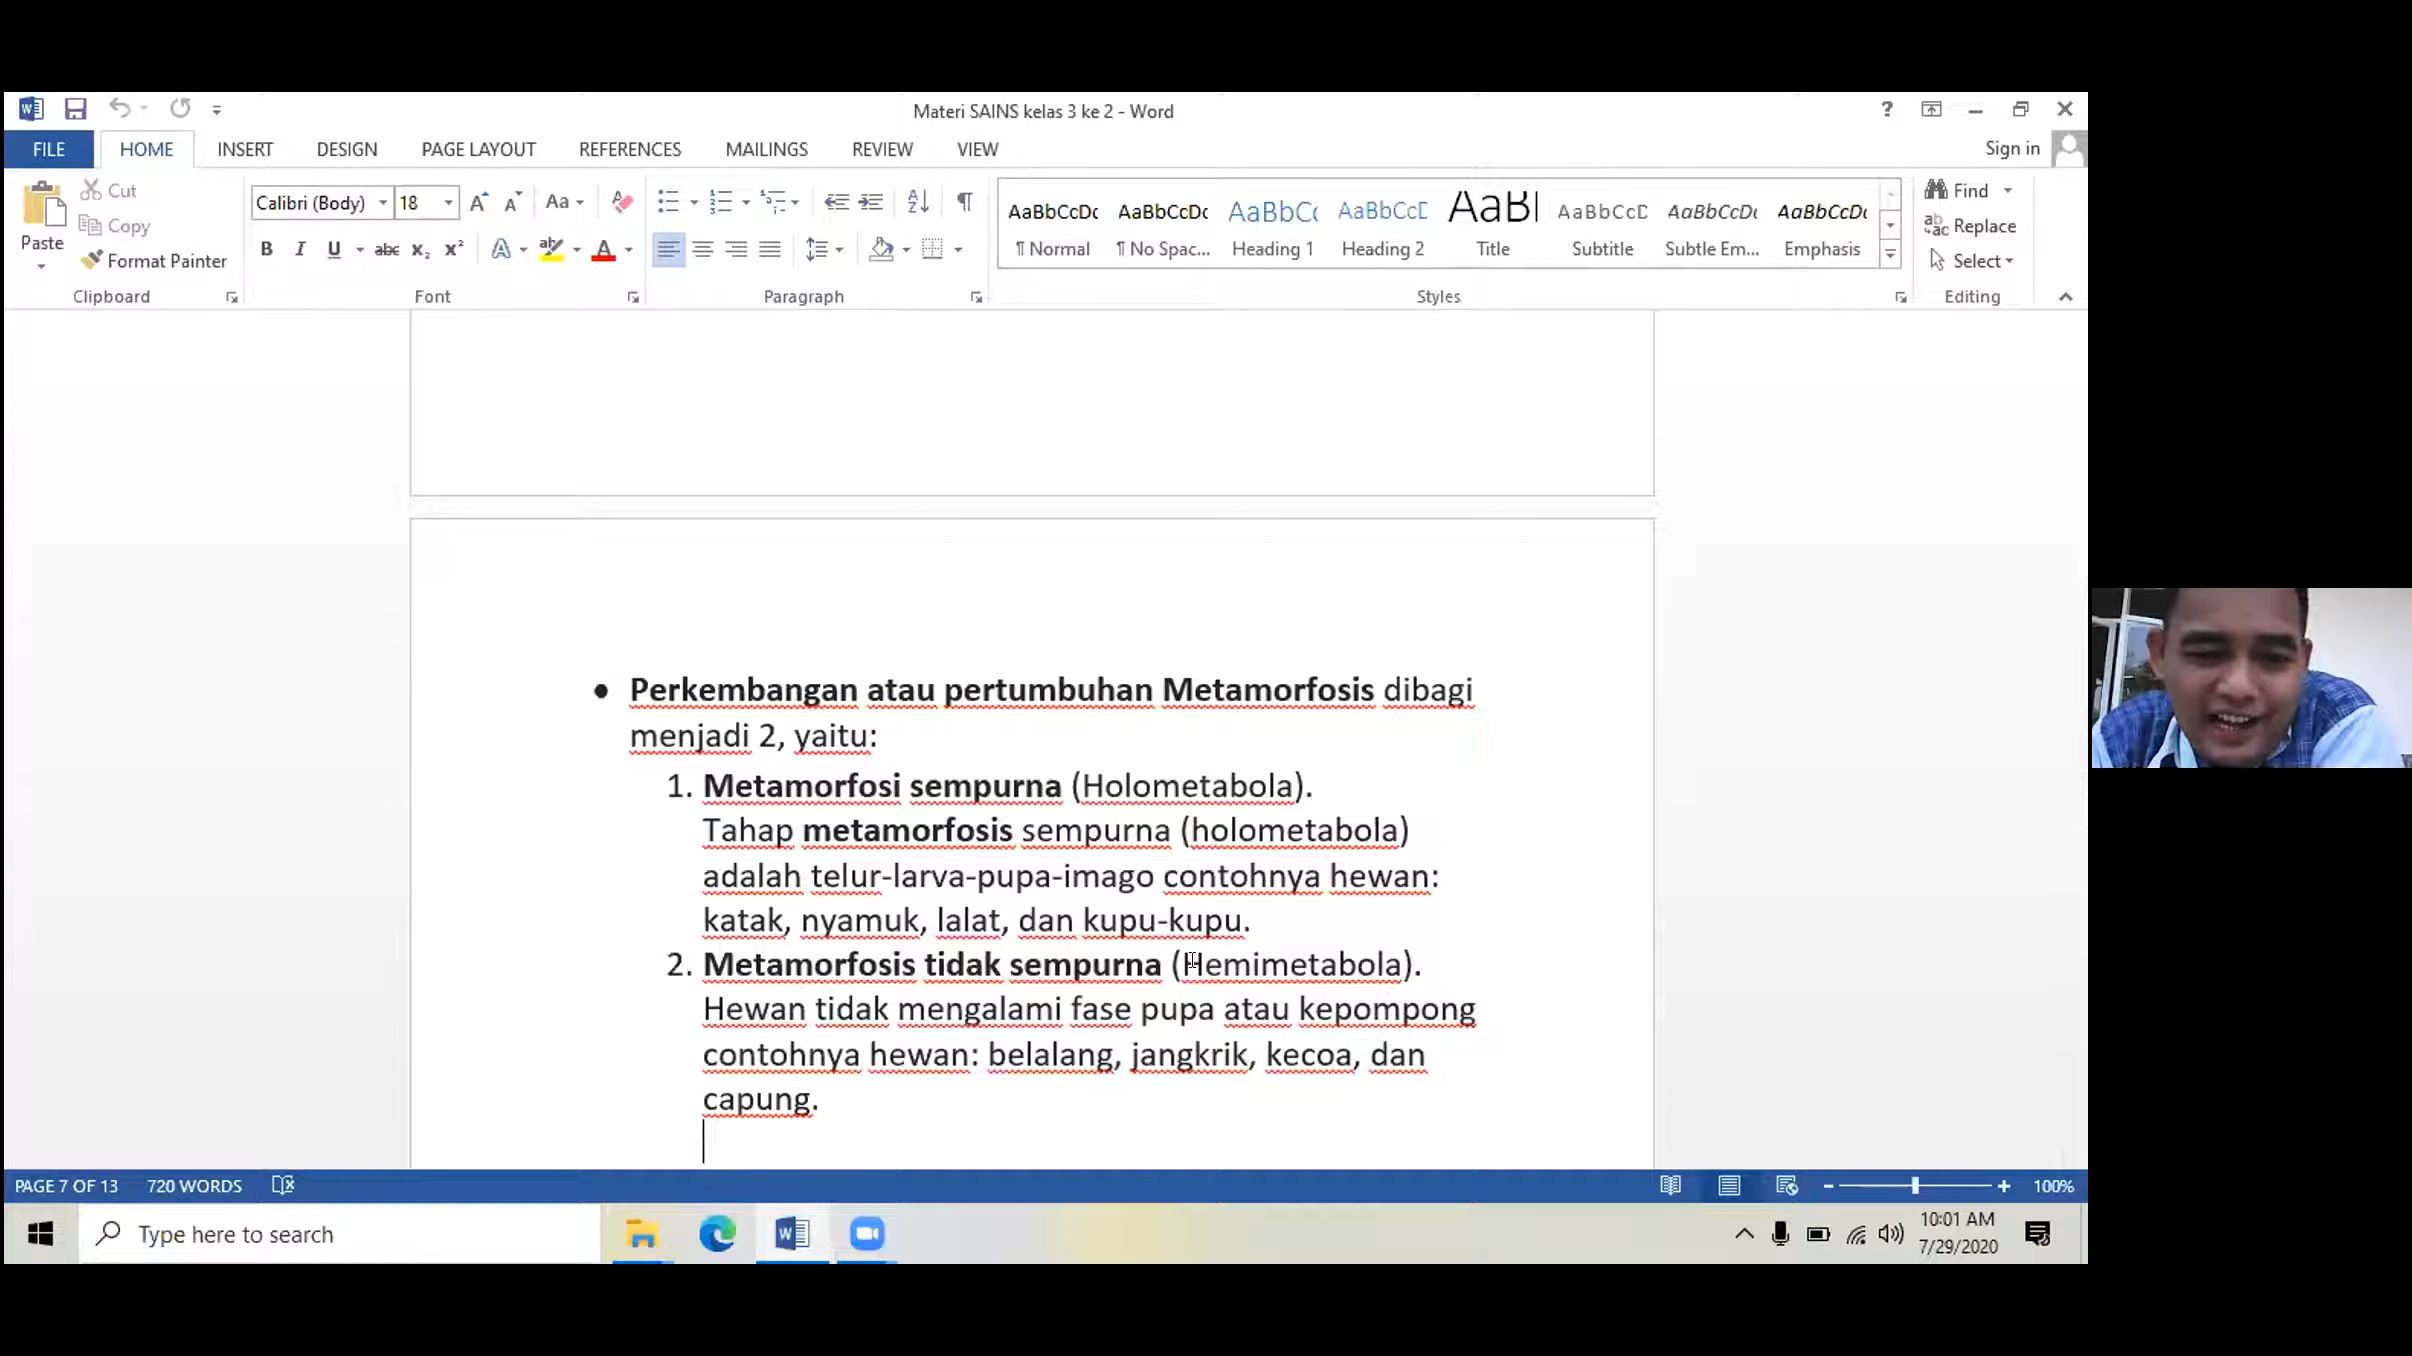 Materi SAINS kelas 3 ke 2 - Word
FILE HOME INSERT DESIGN PAGE LAYOUT REFERENCES MAILINGS REVIEW VIEW Sign in
Paste Cut Copy Format Painter
Calibri (Body) 18
AaBbCcDc AaBbCcDc AaBbCc AaBbCcD AaBl AaBbCcD AaBbCcDc AaBbCcDc
¶ Normal ¶ No Spac... Heading 1 Heading 2 Title Subtitle Subtle Em... Emphasis
Find
Replace
Select
Clipboard Font Paragraph Styles Editing
• Perkembangan atau pertumbuhan Metamorfosis dibagi
menjadi 2, yaitu:
1. Metamorfosi sempurna (Holometabola).
Tahap metamorfosis sempurna (holometabola)
adalah telur-larva-pupa-imago contohnya hewan:
katak, nyamuk, lalat, dan kupu-kupu.
2. Metamorfosis tidak sempurna (Hemimetabola).
Hewan tidak mengalami fase pupa atau kepompong
contohnya hewan: belalang, jangkrik, kecoa, dan
capung.
PAGE 7 OF 13 720 WORDS 100%
Type here to search
10:01 AM
7/29/2020